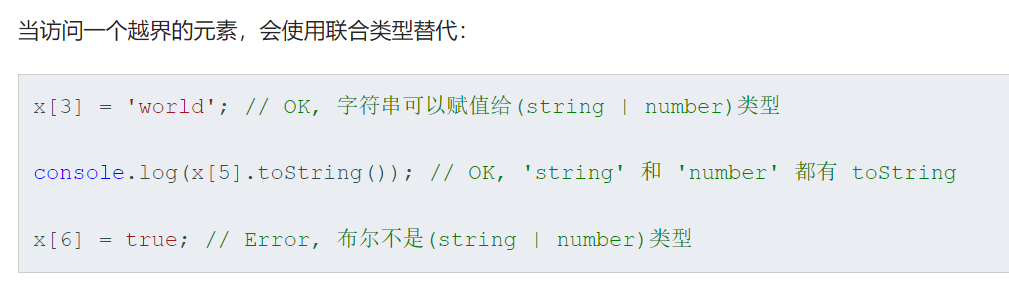 当访问一个越界的元素，会使用联合类型替代：
x[3] = 'world'; // OK, 字符串可以赋值给(string | number)类型
console.log(x[5].toString()); // OK, 'string' 和 'number' 都有 toString
x[6] = true; // Error, 布尔不是(string | number)类型